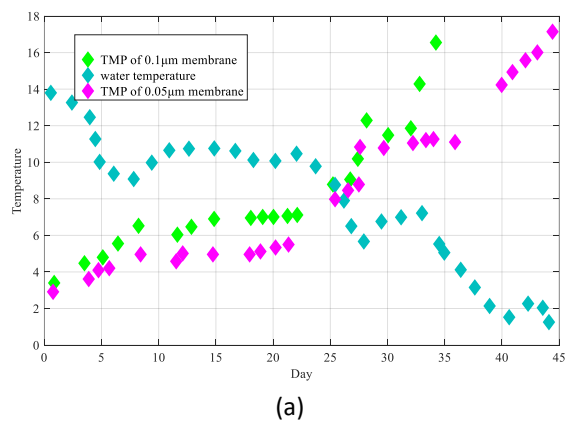 18
16
14
12
10
8
6
4
2
0
Temperature
TMP of 0.1μm membrane
water temperature
TMP of 0.05μm membrane
0 5 10 15 20 25 30 35 40 45
Day
(a)